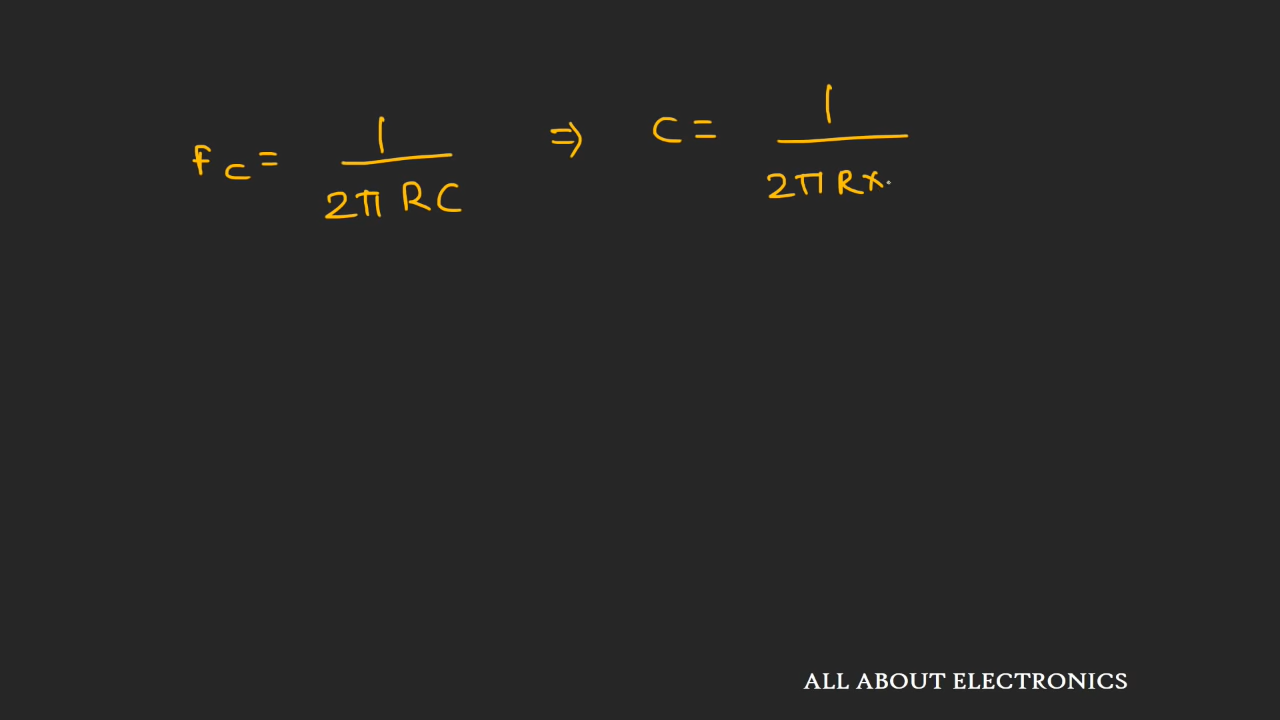 fc = 1/2π RC ⇒ C = 1/2π R×
ALL ABOUT ELECTRONICS